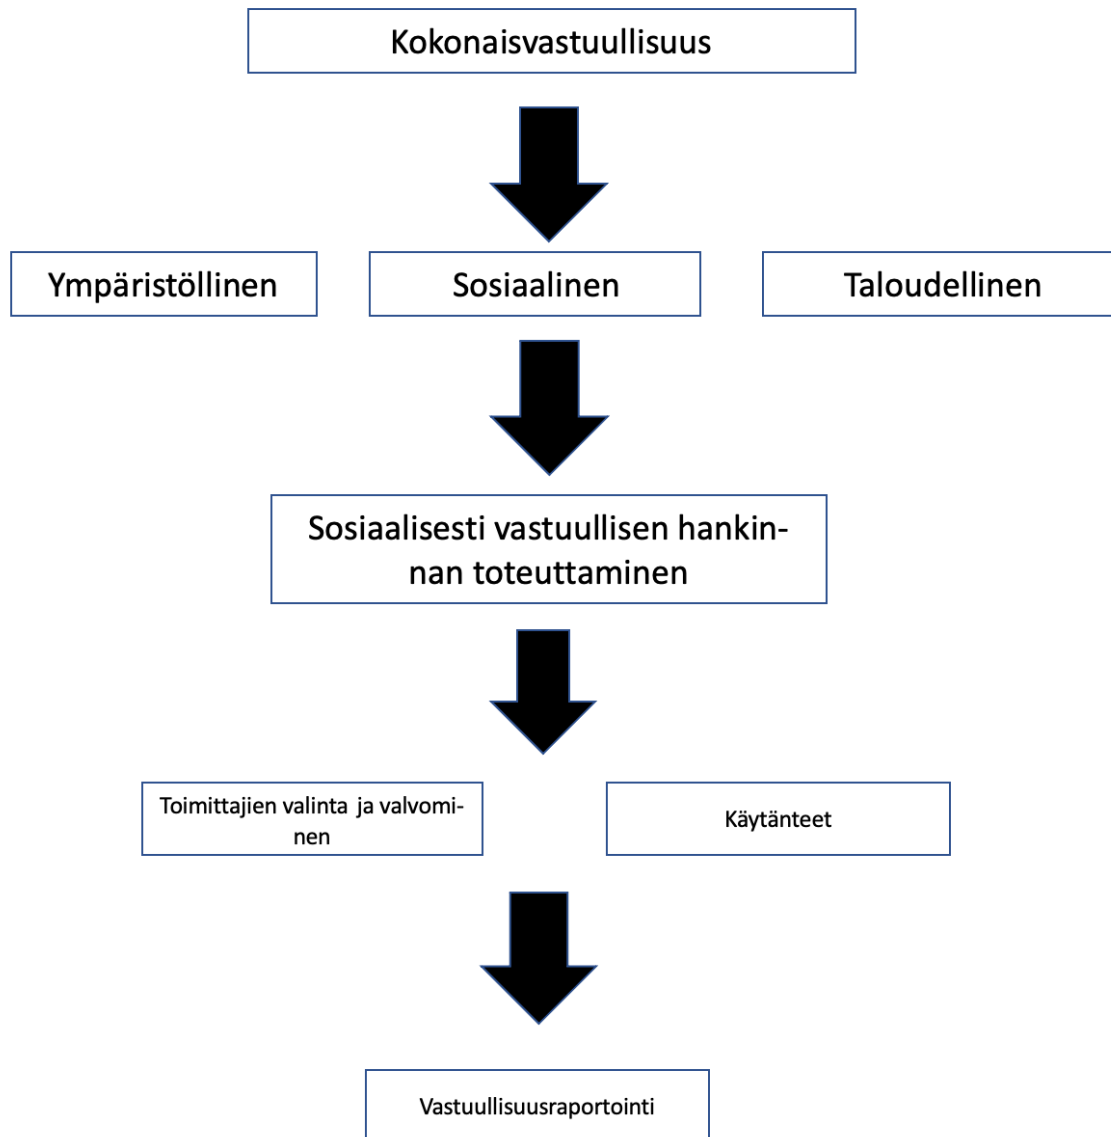 Kokonaisvastuullisuus
Ympäristöllinen
Sosiaalinen
Taloudellinen
Sosiaalisesti vastuullisen hankin-
nan toteuttaminen
Toimittajien valinta ja valvomi-
nen
Käytänteet
Vastuullisuusraportointi